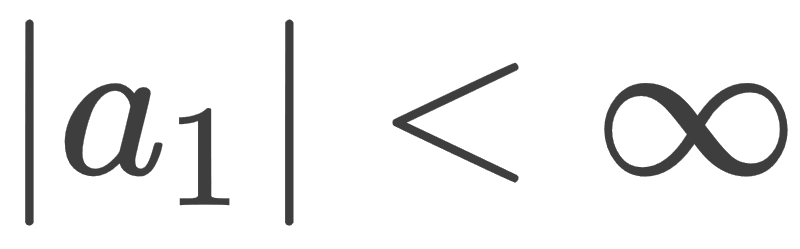 |a₁| < ∞